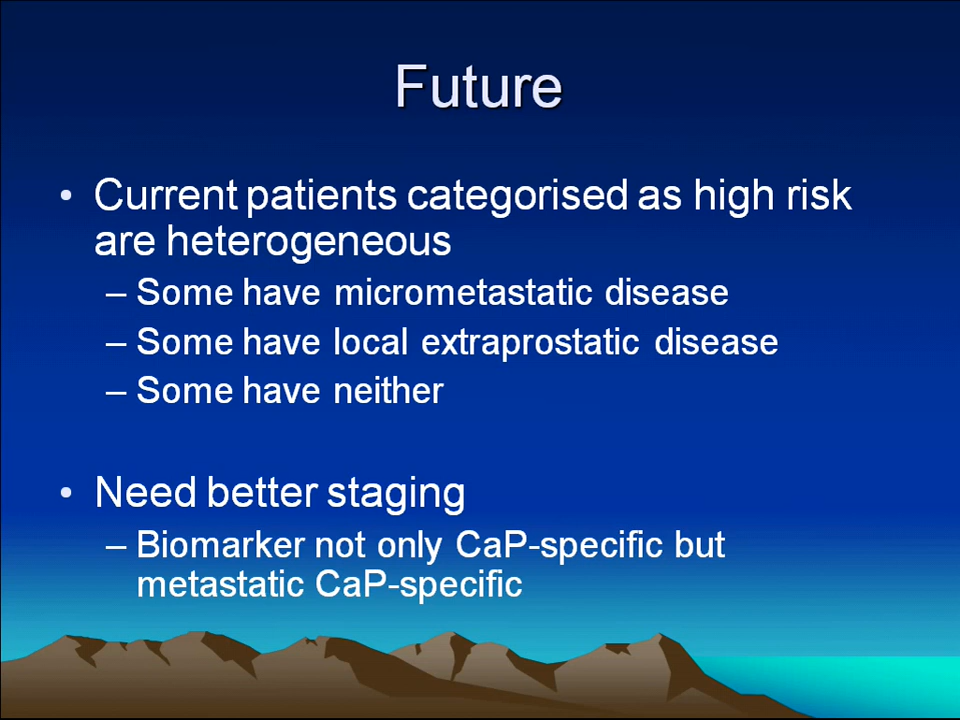 Future
• Current patients categorised as high risk
are heterogeneous
– Some have micrometastatic disease
– Some have local extraprostatic disease
– Some have neither
• Need better staging
– Biomarker not only CaP-specific but
metastatic CaP-specific